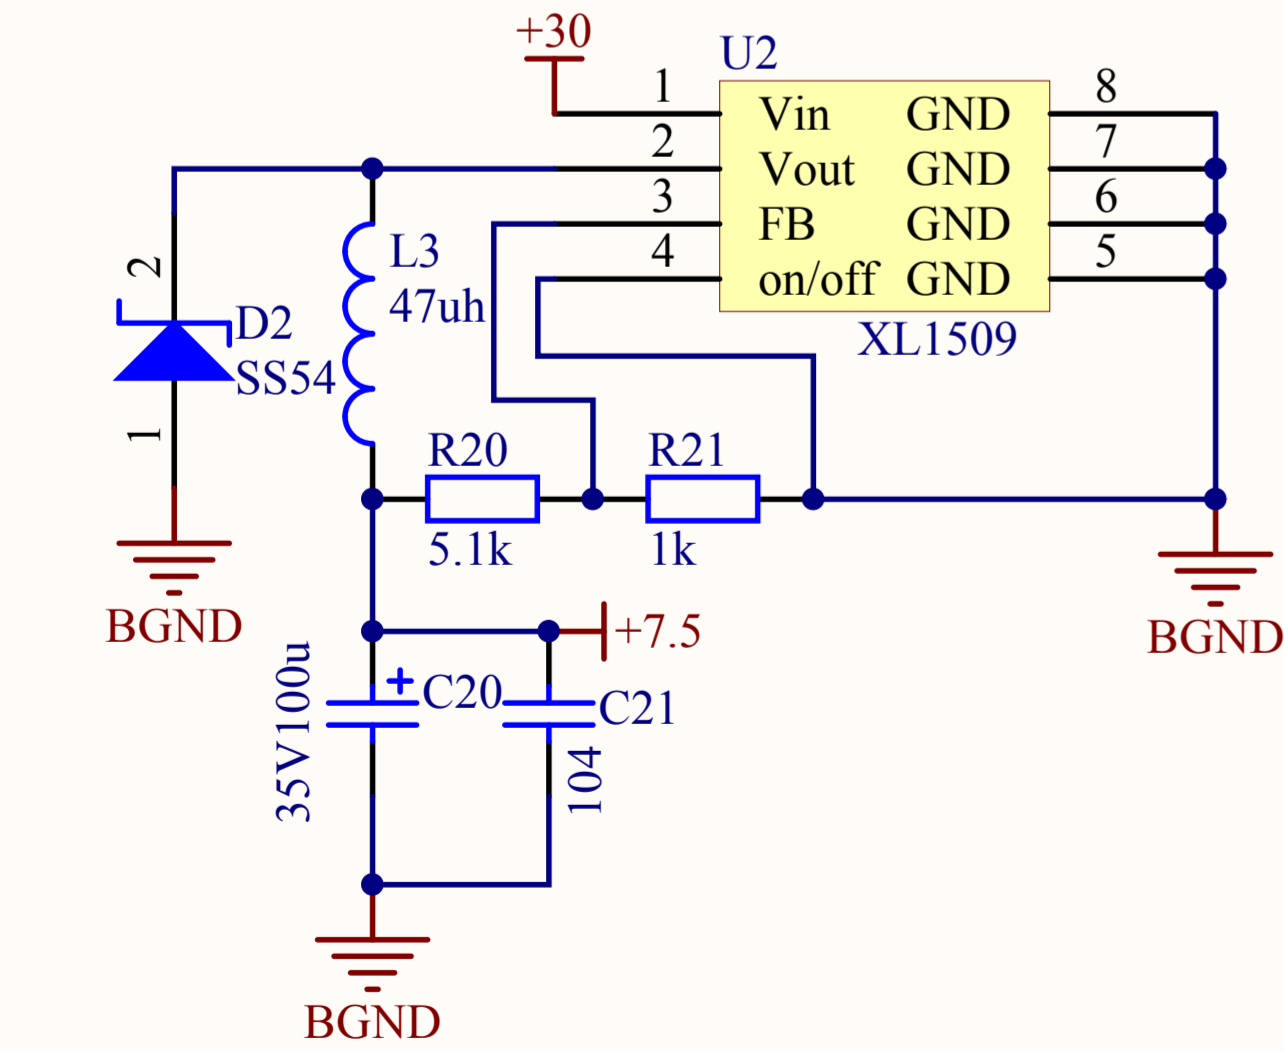 +30
U2
1
Vin
GND
8
2
Vout
GND
7
3
FB
GND
6
4
on/off
GND
5
XL1509
2
D2
SS54
1
BGND
L3
47uh
R20
5.1k
R21
1k
BGND
+7.5
35V100u
+
C20
C21
104
BGND